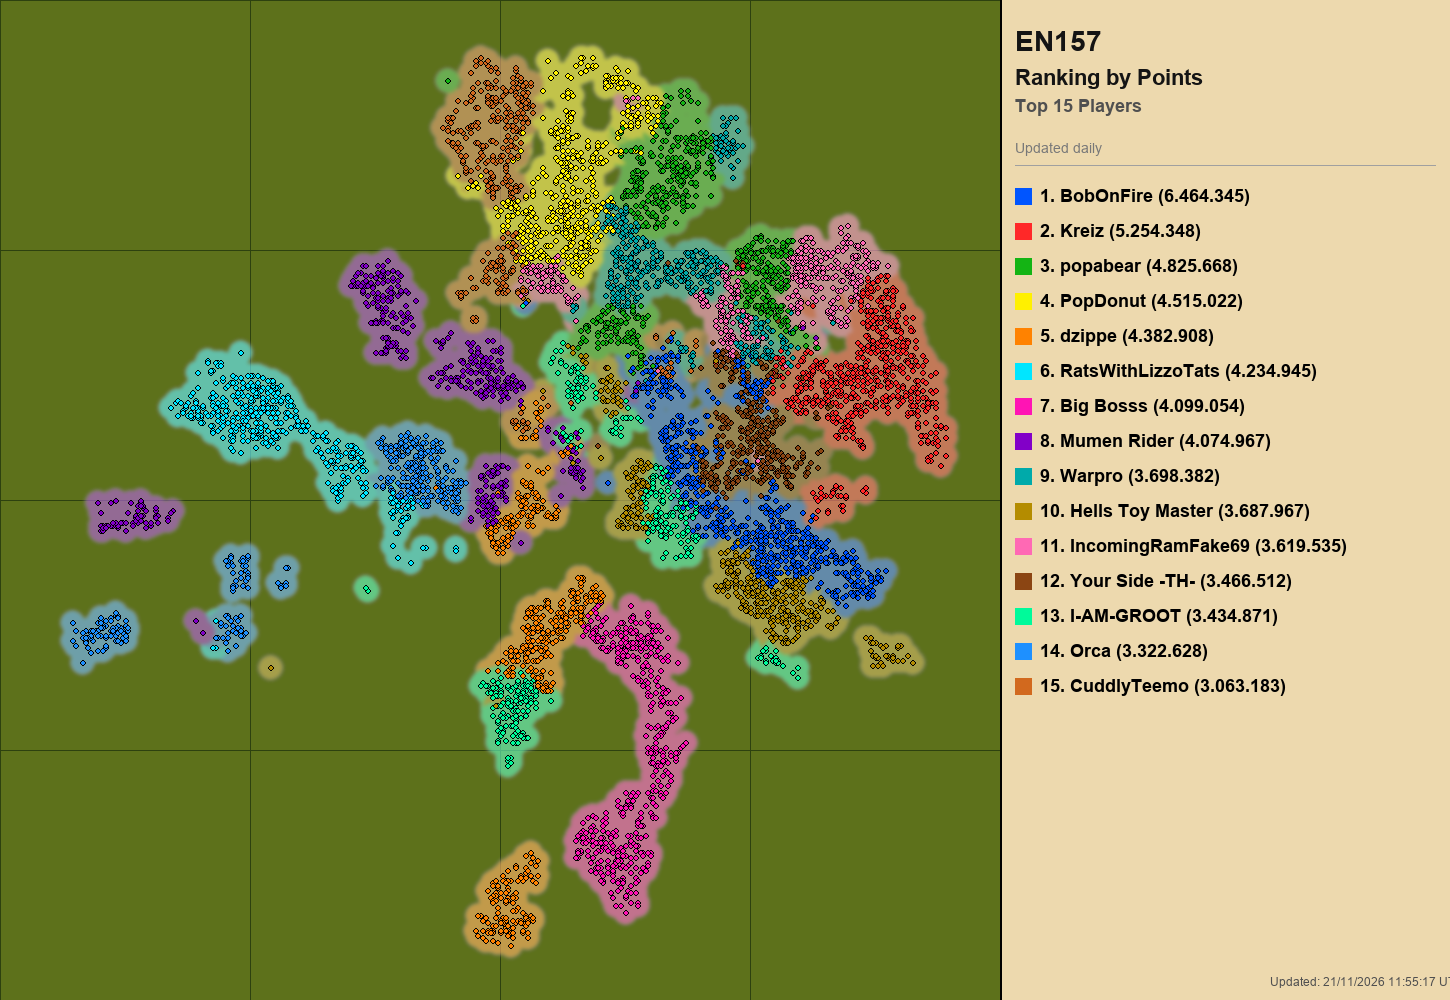 EN157
Ranking by Points
Top 15 Players
Updated daily
1. BobOnFire (6.464.345)
2. Kreiz (5.254.348)
3. popabear (4.825.668)
4. PopDonut (4.515.022)
5. dzippe (4.382.908)
6. RatsWithLizzoTats (4.234.945)
7. Big Bosss (4.099.054)
8. Mumen Rider (4.074.967)
9. Warpro (3.698.382)
10. Hells Toy Master (3.687.967)
11. IncomingRamFake69 (3.619.535)
12. Your Side -TH- (3.466.512)
13. I-AM-GROOT (3.434.871)
14. Orca (3.322.628)
15. CuddlyTeemo (3.063.183)
Updated: 21/11/2026 11:55:17